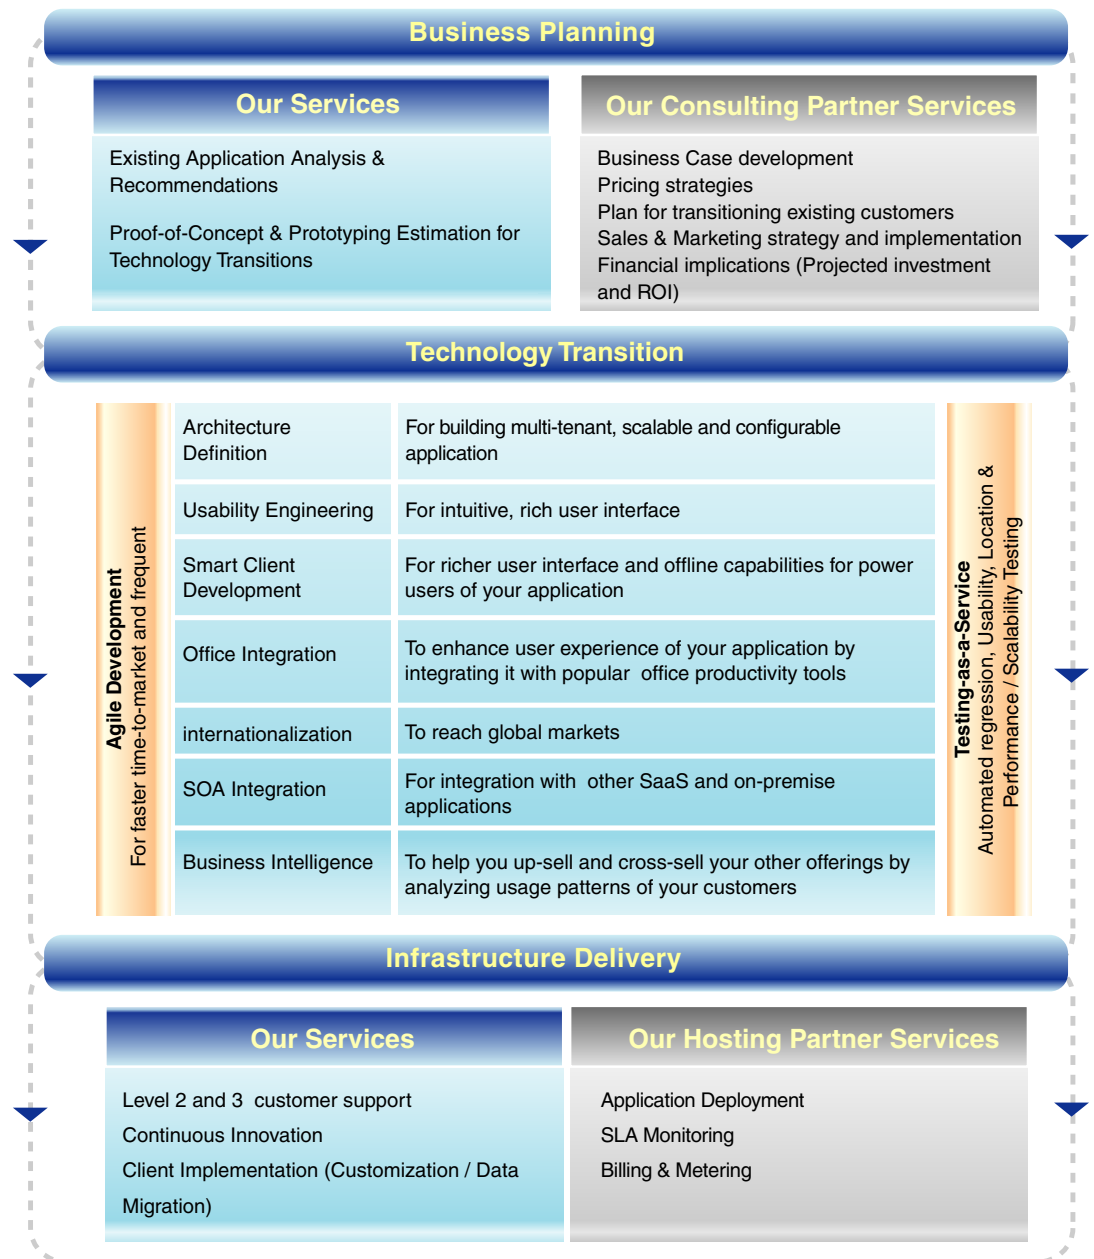 Business Planning
Our Services
Existing Application Analysis &
Recommendations
Proof-of-Concept & Prototyping Estimation for
Technology Transitions
Our Consulting Partner Services
Business Case development
Pricing strategies
Plan for transitioning existing customers
Sales & Marketing strategy and implementation
Financial implications (Projected investment
and ROI)
Technology Transition
Agile Development
For faster time-to-market and frequent
Architecture
Definition
For building multi-tenant, scalable and configurable
application
Usability Engineering
For intuitive, rich user interface
Smart Client
Development
For richer user interface and offline capabilities for power
users of your application
Office Integration
To enhance user experience of your application by
integrating it with popular office productivity tools
internationalization
To reach global markets
SOA Integration
For integration with other SaaS and on-premise
applications
Business Intelligence
To help you up-sell and cross-sell your other offerings by
analyzing usage patterns of your customers
Testing-as-a-Service
Automated regression, Usability, Location &
Performance / Scalability Testing
Infrastructure Delivery
Our Services
Level 2 and 3 customer support
Continuous Innovation
Client Implementation (Customization / Data
Migration)
Our Hosting Partner Services
Application Deployment
SLA Monitoring
Billing & Metering